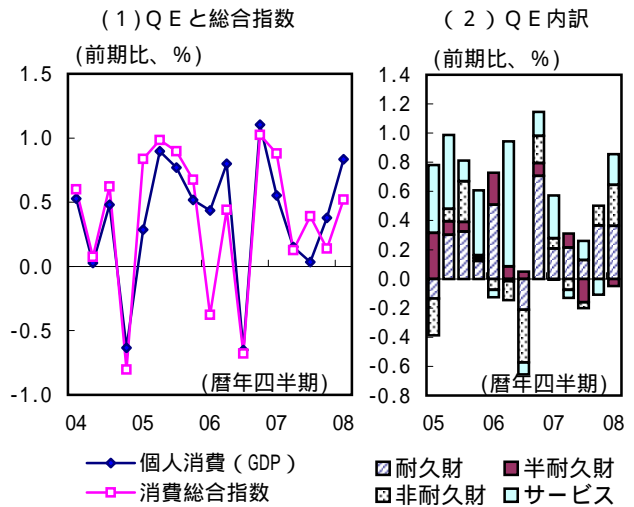 (1)ＱＥと総合指数
(前期比、％)
1.5
1.0
0.5
0.0
-0.5
-1.0
(暦年四半期)
04 05 06 07 08
個人消費(GDP)
消費総合指数
(２)ＱＥ内訳
(前期比、％)
1.4
1.2
1.0
0.8
0.6
0.4
0.2
0.0
-0.2
-0.4
-0.6
-0.8
(暦年四半期)
05 06 07 08
耐久財 半耐久財
非耐久財 サービス